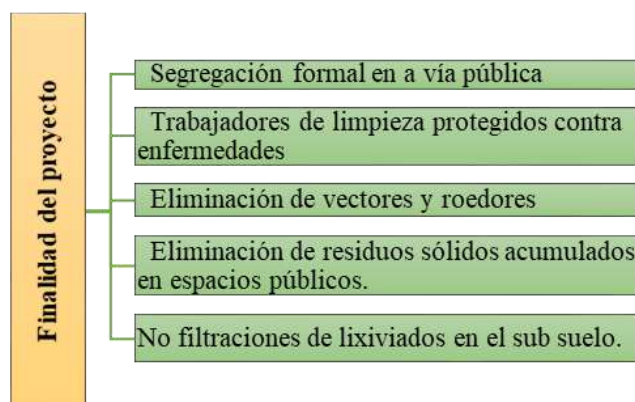 Finalidad del proyecto
Segregación formal en a vía pública
Trabajadores de limpieza protegidos contra
enfermedades
Eliminación de vectores y roedores
Eliminación de residuos sólidos acumulados
en espacios públicos.
No filtraciones de lixiviados en el sub suelo.